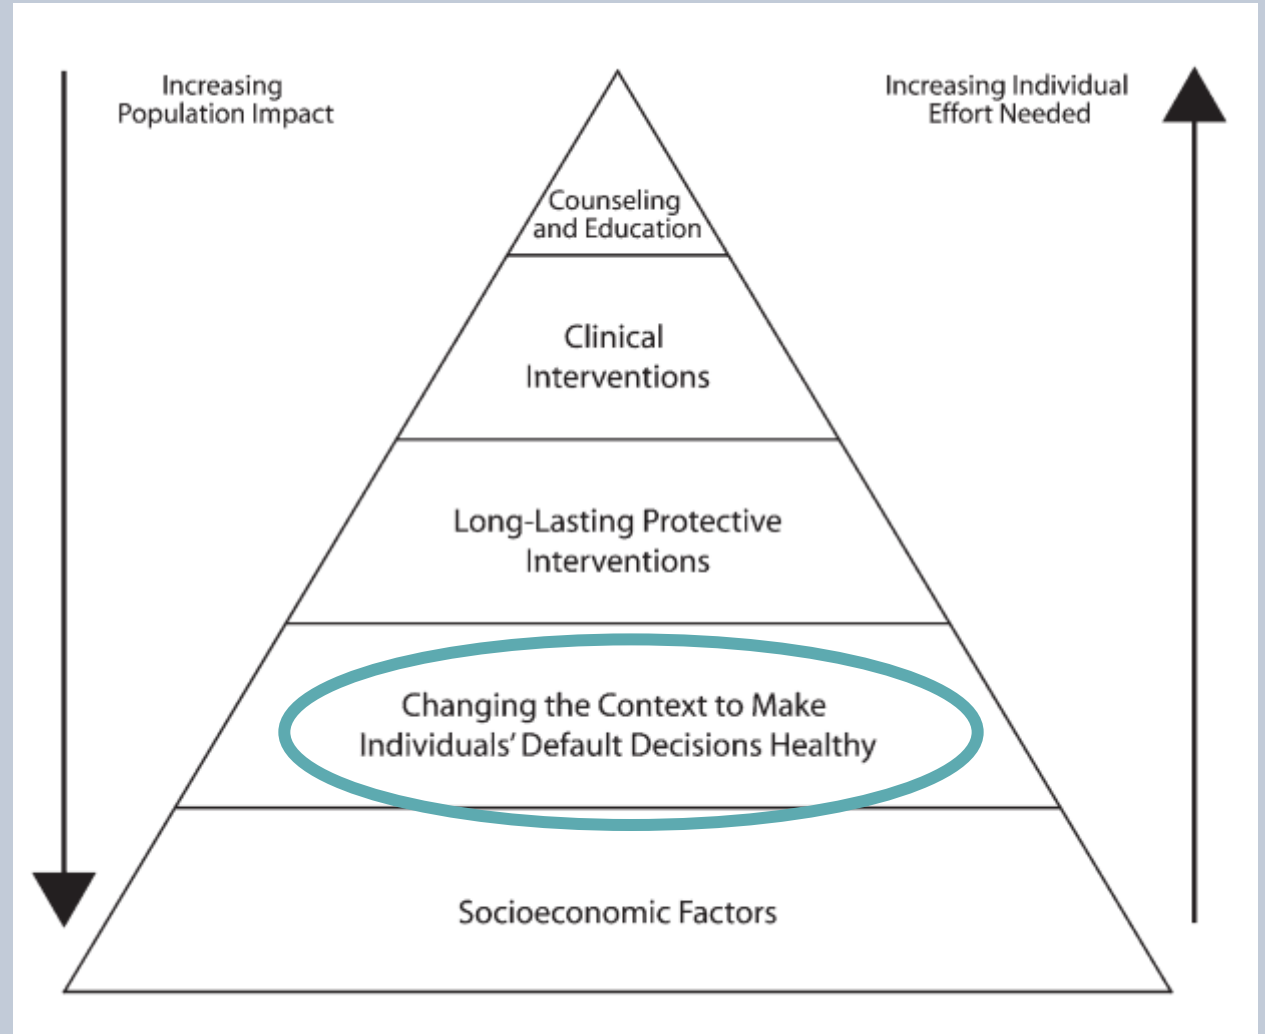 Increasing
Population Impact
Increasing Individual
Effort Needed
Counseling
and Education
Clinical
Interventions
Long-Lasting Protective
Interventions
Changing the Context to Make
Individuals’ Default Decisions Healthy
Socioeconomic Factors